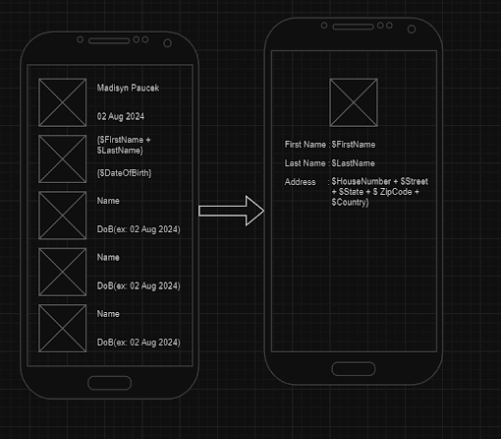 Madisyn Paucek
02 Aug 2024
{$FirstName +
$LastName}
{$DateOfBirth}
Name
DoB(ex: 02 Aug 2024)
Name
DoB(ex: 02 Aug 2024)
Name
DoB(ex: 02 Aug 2024)
First Name :$FirstName
Last Name :$LastName
Address : $HouseNumber + $Street
+ $State + $ ZipCode +
$Country}